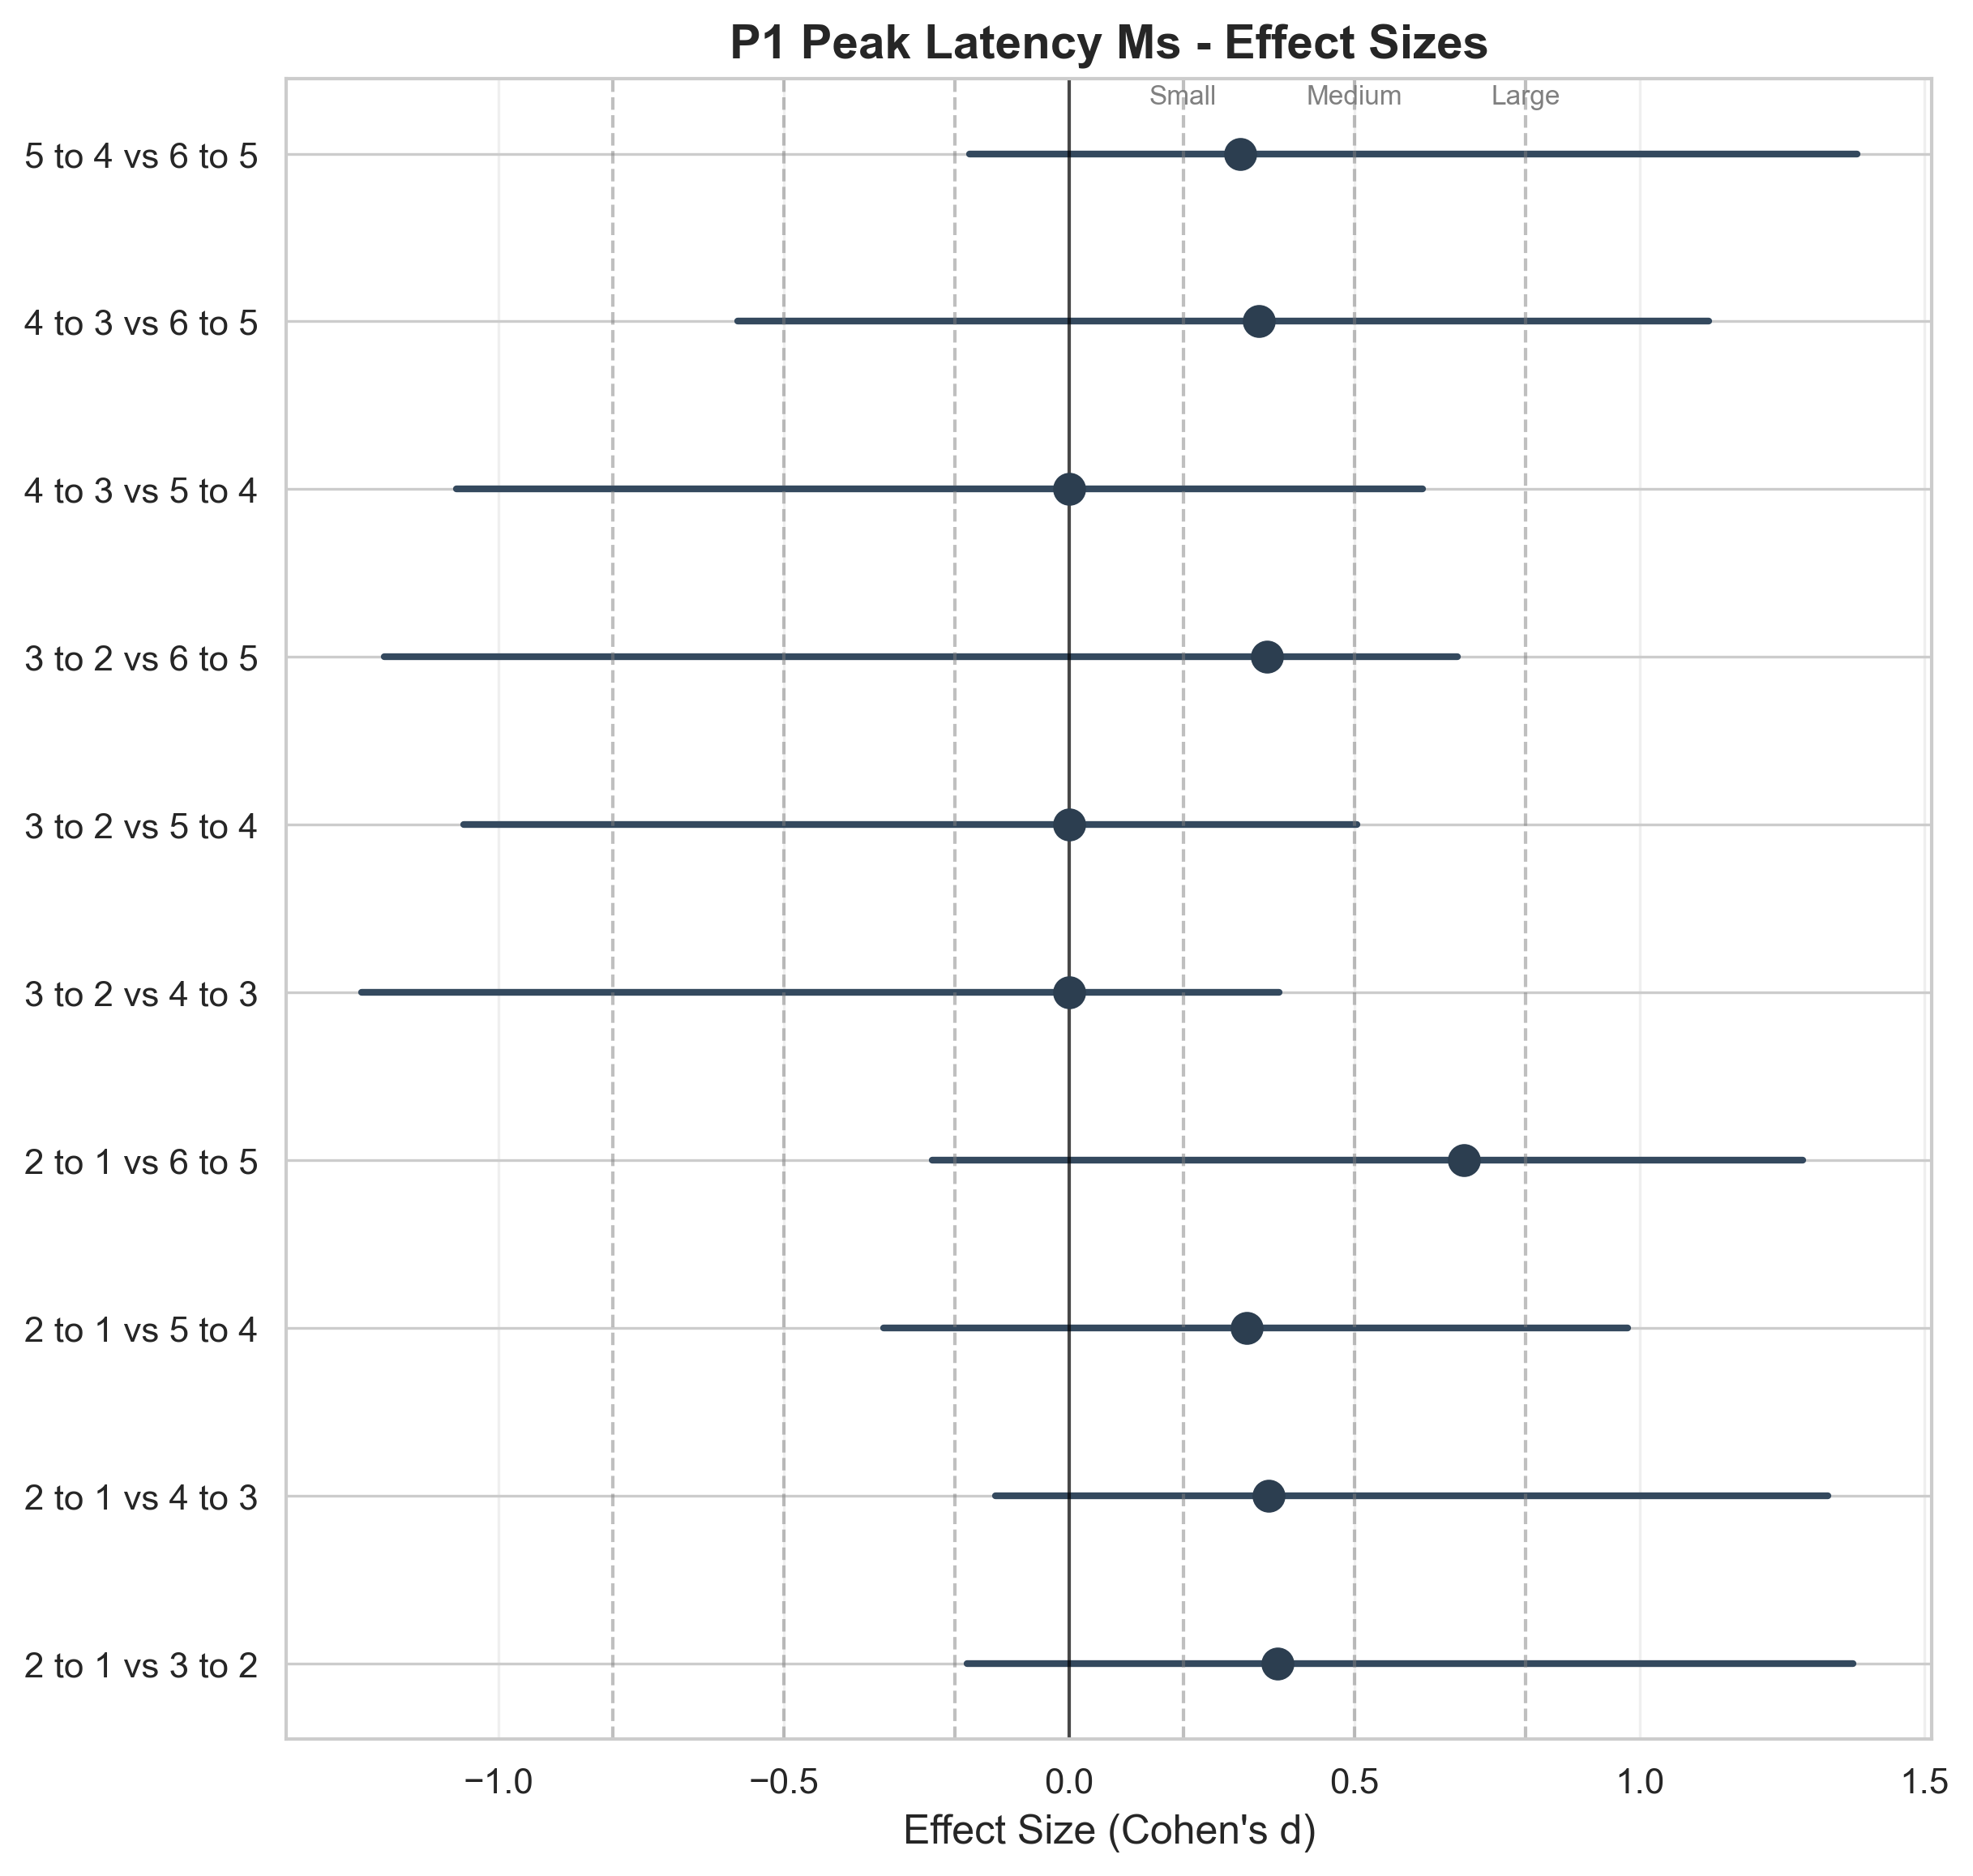 P1 Peak Latency Ms - Effect Sizes
Small Medium Large
5 to 4 vs 6 to 5
4 to 3 vs 6 to 5
4 to 3 vs 5 to 4
3 to 2 vs 6 to 5
3 to 2 vs 5 to 4
3 to 2 vs 4 to 3
2 to 1 vs 6 to 5
2 to 1 vs 5 to 4
2 to 1 vs 4 to 3
2 to 1 vs 3 to 2
−1.0 −0.5 0.0 0.5 1.0 1.5
Effect Size (Cohen's d)